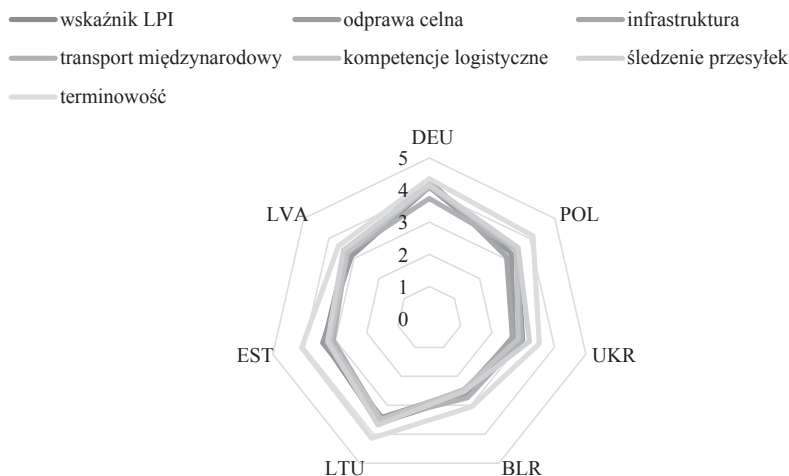 wskaźnik LPI odprawa celna infrastruktura
transport międzynarodowy kompetencje logistyczne śledzenie przesyłek
terminowość
DEU
5
4
LVA POL
3
2
1
0
EST UKR
LTU BLR